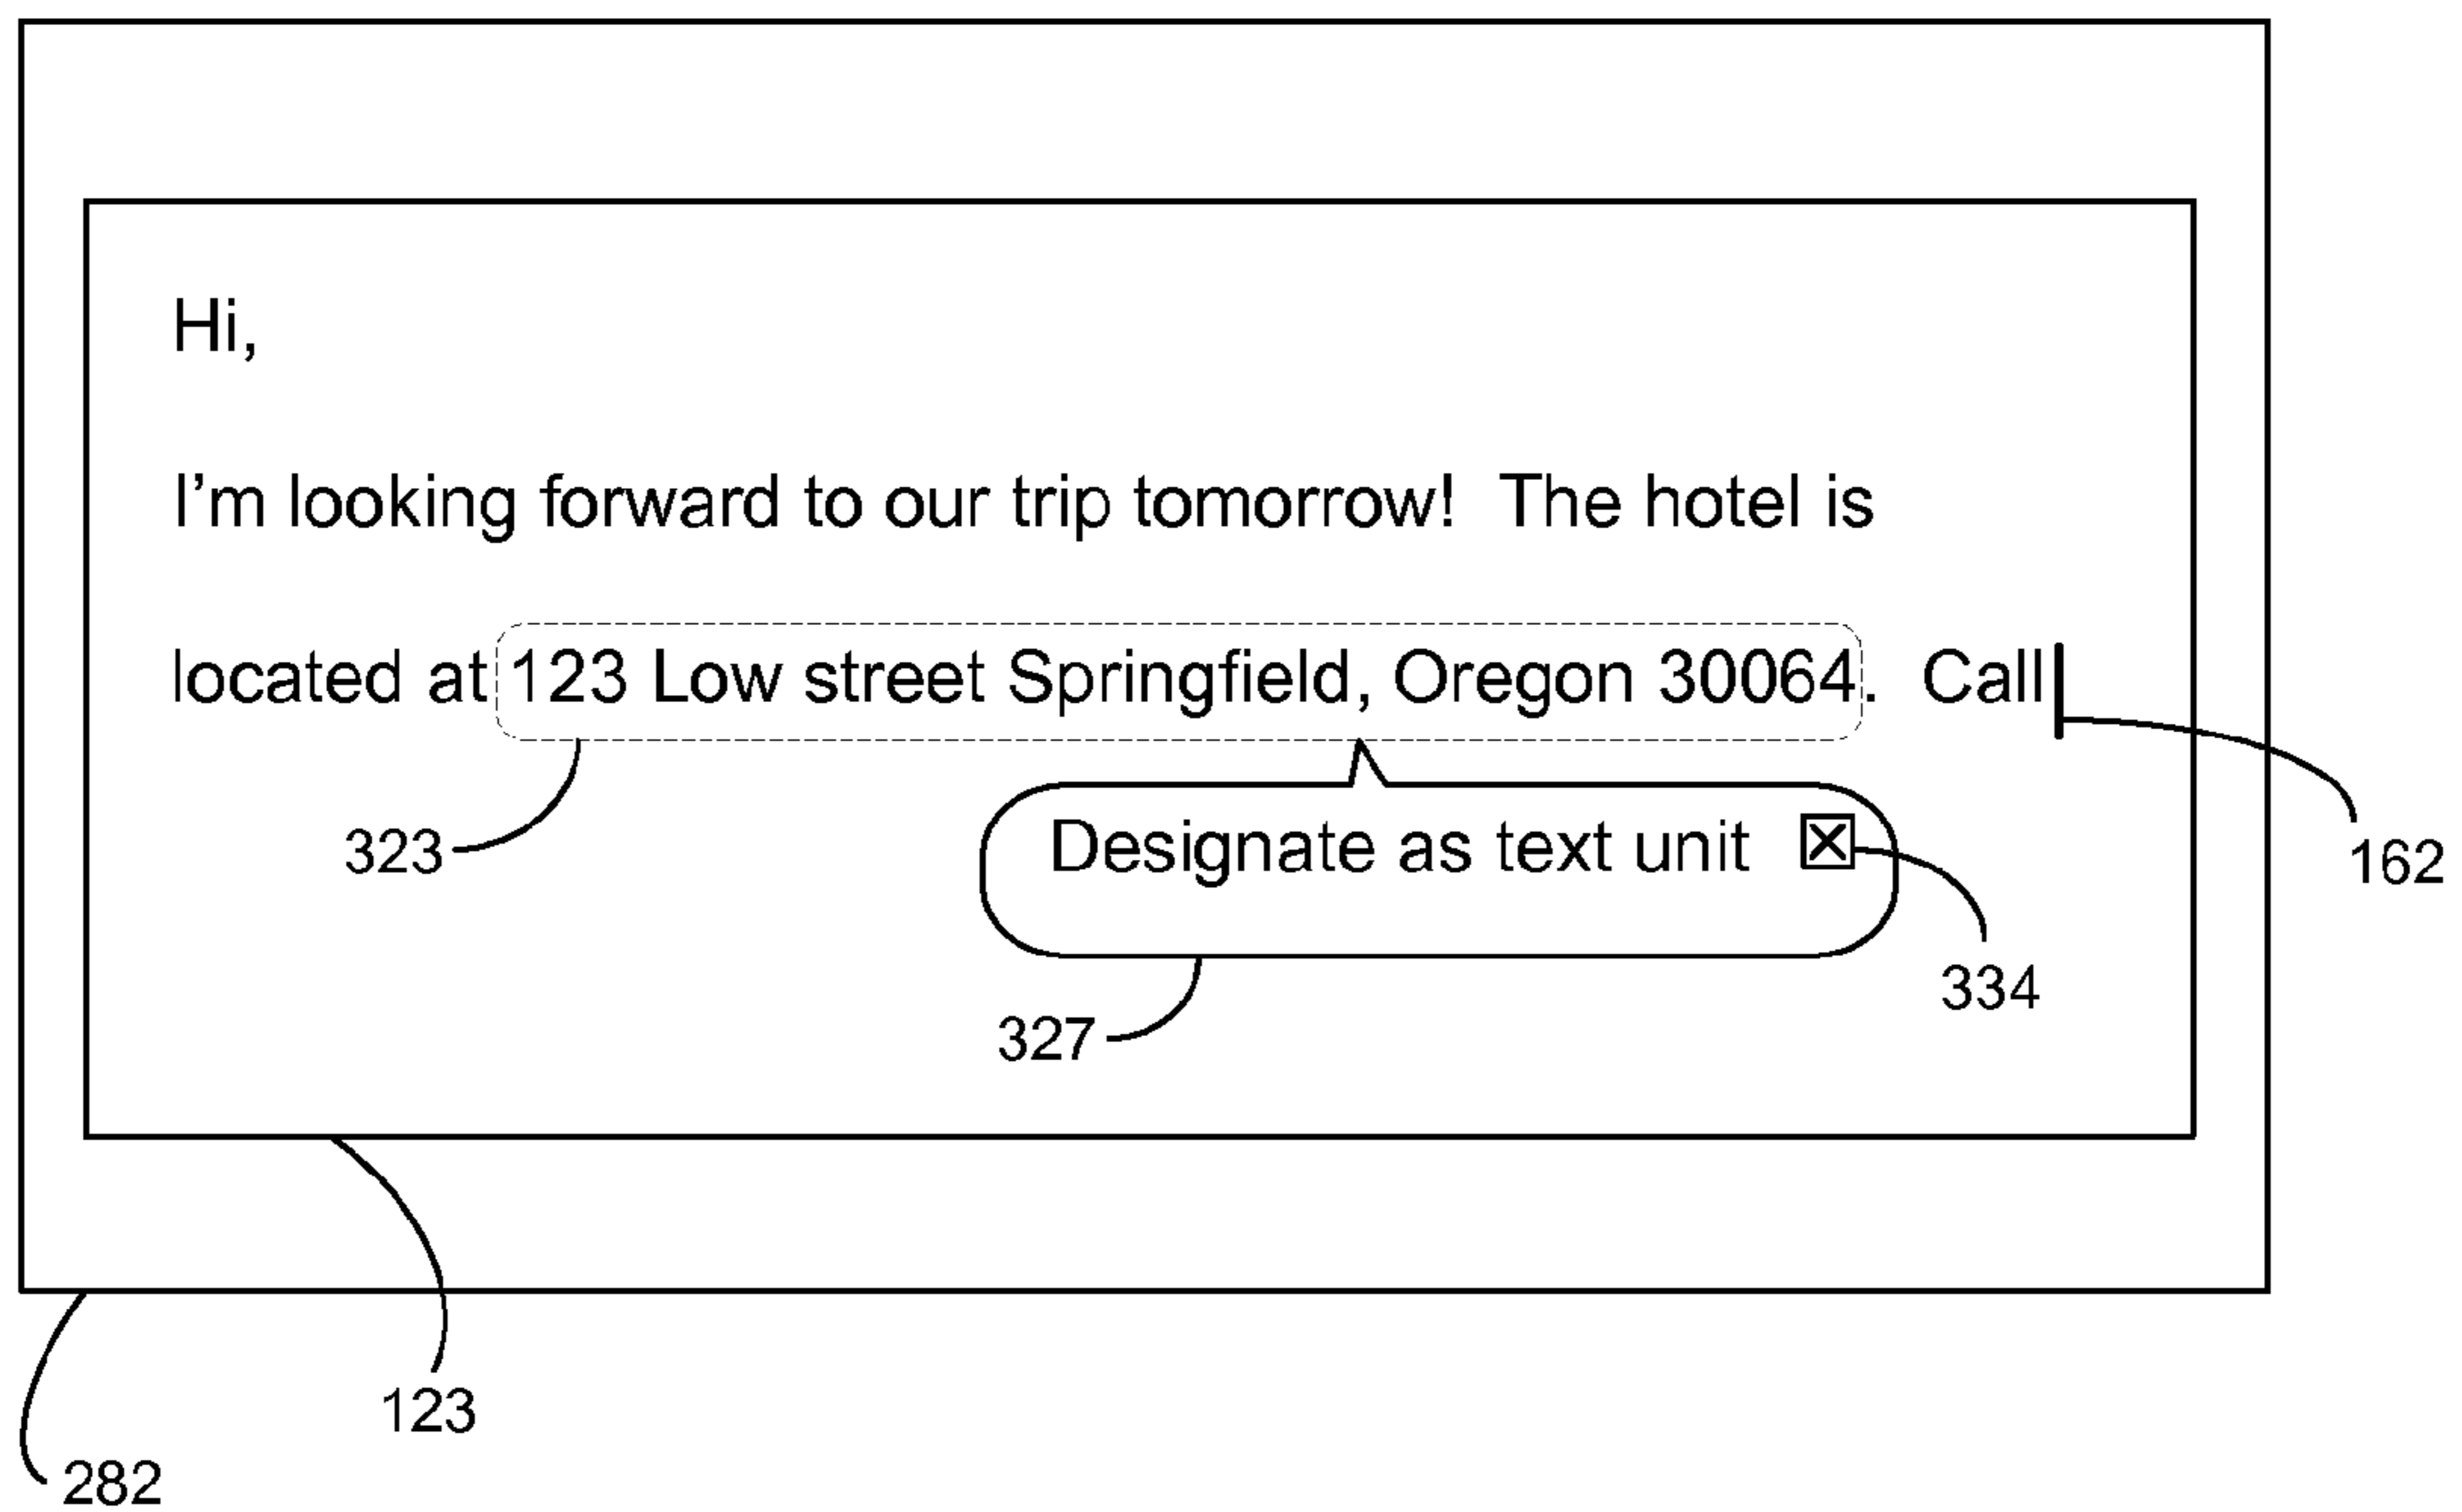 Hi,
I'm looking forward to our trip tomorrow!  The hotel is
located at 123 Low street Springfield, Oregon 30064.  Call
323
Designate as text unit
162
334
327
123
282